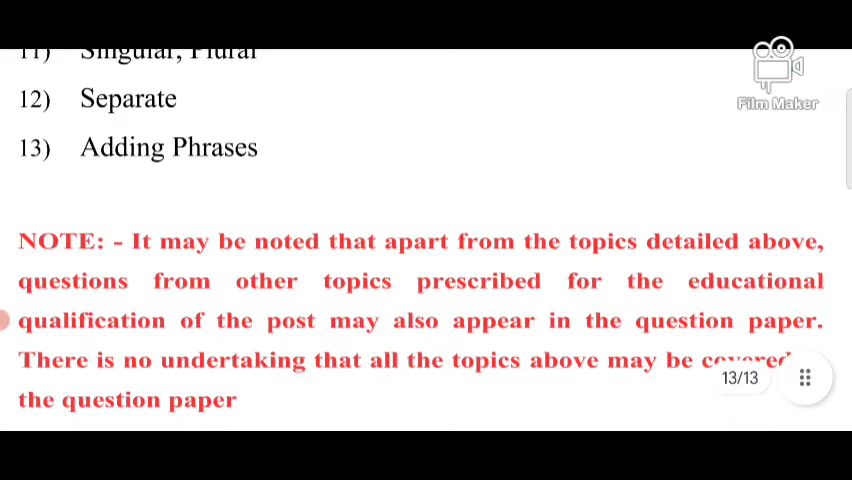 11) Singular, Plural
12) Separate
13) Adding Phrases
Film Maker
NOTE: - It may be noted that apart from the topics detailed above,
questions from other topics prescribed for the educational
qualification of the post may also appear in the question paper.
There is no undertaking that all the topics above may be covered
13/13
the question paper